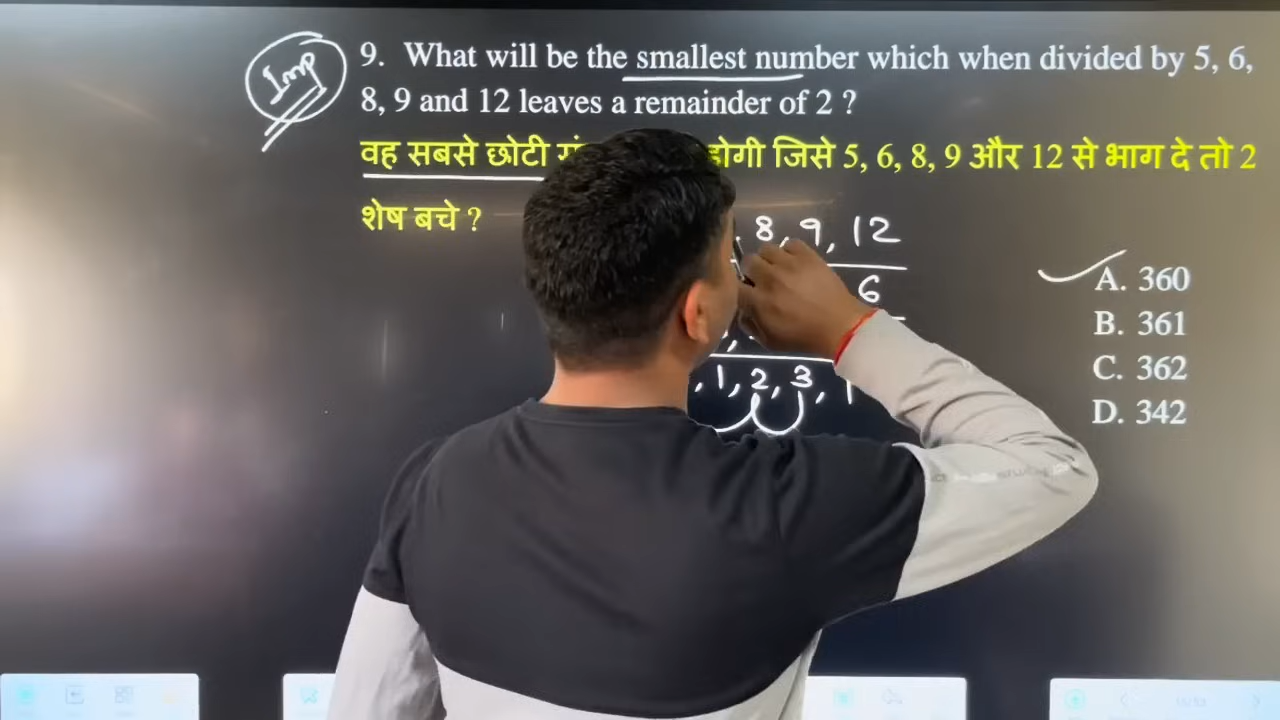 Imp
9. What will be the smallest number which when divided by 5, 6,
8, 9 and 12 leaves a remainder of 2 ?
वह सबसे छोटी होगी जिसे 5, 6, 8, 9 और 12 से भाग दे तो 2
शेष बचे ?
8, 9, 12
6
, 1, 2, 3, 1
A. 360
B. 361
C. 362
D. 342